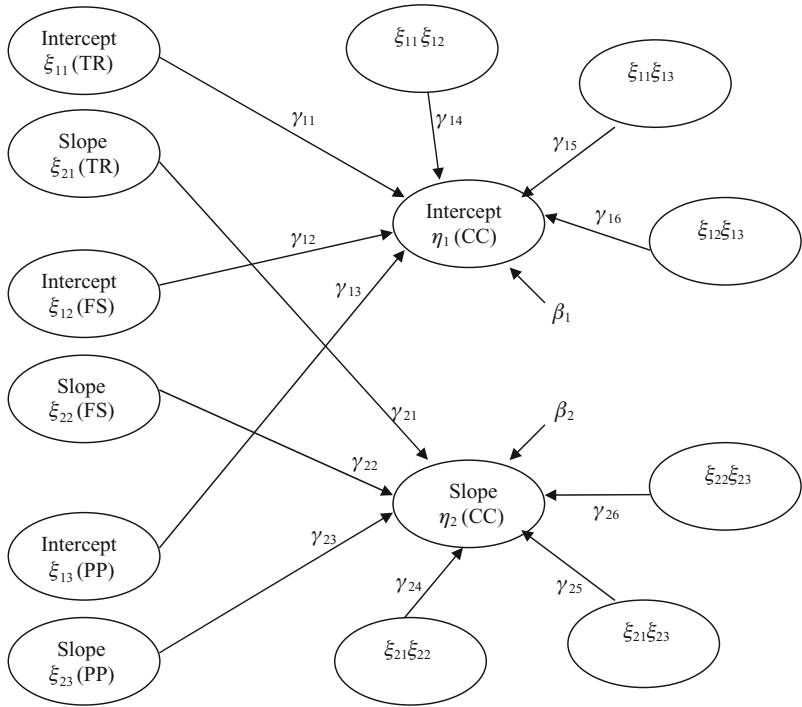 Intercept
ξ₁₁ (TR)
ξ₁₁ξ₁₂
ξ₁₁ξ₁₃
γ₁₁
γ₁₄
γ₁₅
Slope
ξ₂₁ (TR)
Intercept
η₁ (CC)
γ₁₆
ξ₁₂ξ₁₃
γ₁₂
Intercept
ξ₁₂ (FS)
γ₁₃
β₁
Slope
ξ₂₂ (FS)
γ₂₁
β₂
γ₂₂
Slope
η₂ (CC)
ξ₂₂ξ₂₃
γ₂₆
Intercept
ξ₁₃ (PP)
γ₂₃
γ₂₄
γ₂₅
Slope
ξ₂₃ (PP)
ξ₂₁ξ₂₂
ξ₂₁ξ₂₃